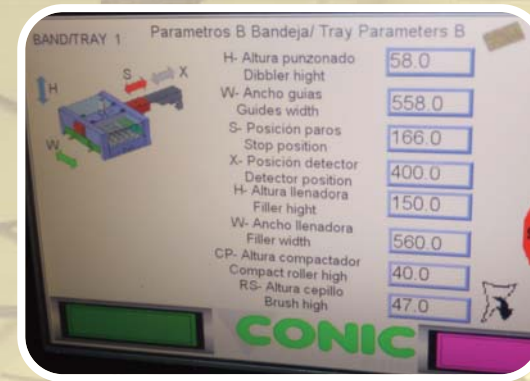 BAND/TRAY 1
Parametros B Bandeja/ Tray Parameters B
H- Altura punzonado 58.0
Dibbler hight
W- Ancho guias 558.0
Guides width
S- Posición paros 166.0
Stop position
X- Posición detector 400.0
Detector position
H- Altura llenadora 150.0
Filler hight
W- Ancho llenadora 560.0
Filler width
CP- Altura compactador 40.0
Compact roller high
RS- Altura cepillo 47.0
Brush high
S X
H
W
CONIC